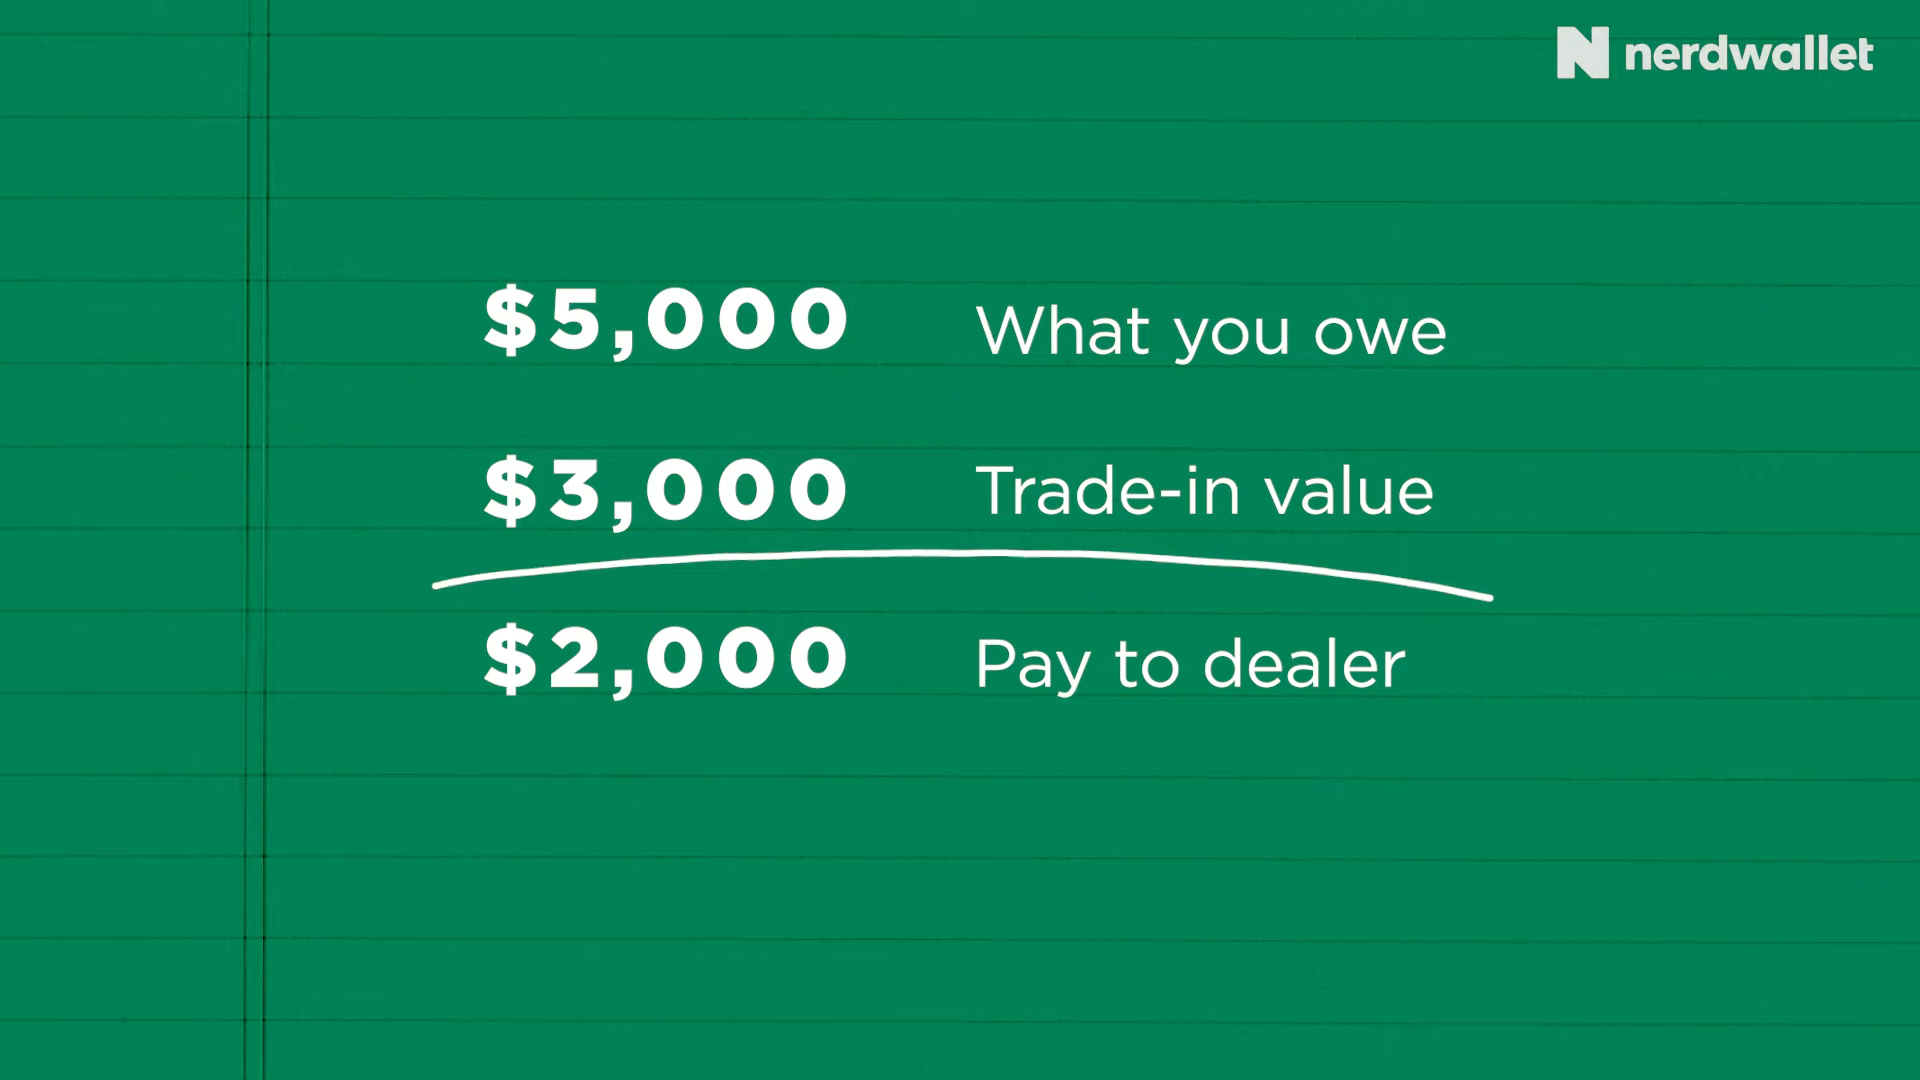 nerdwallet
$5,000 What you owe
$3,000 Trade-in value
$2,000 Pay to dealer